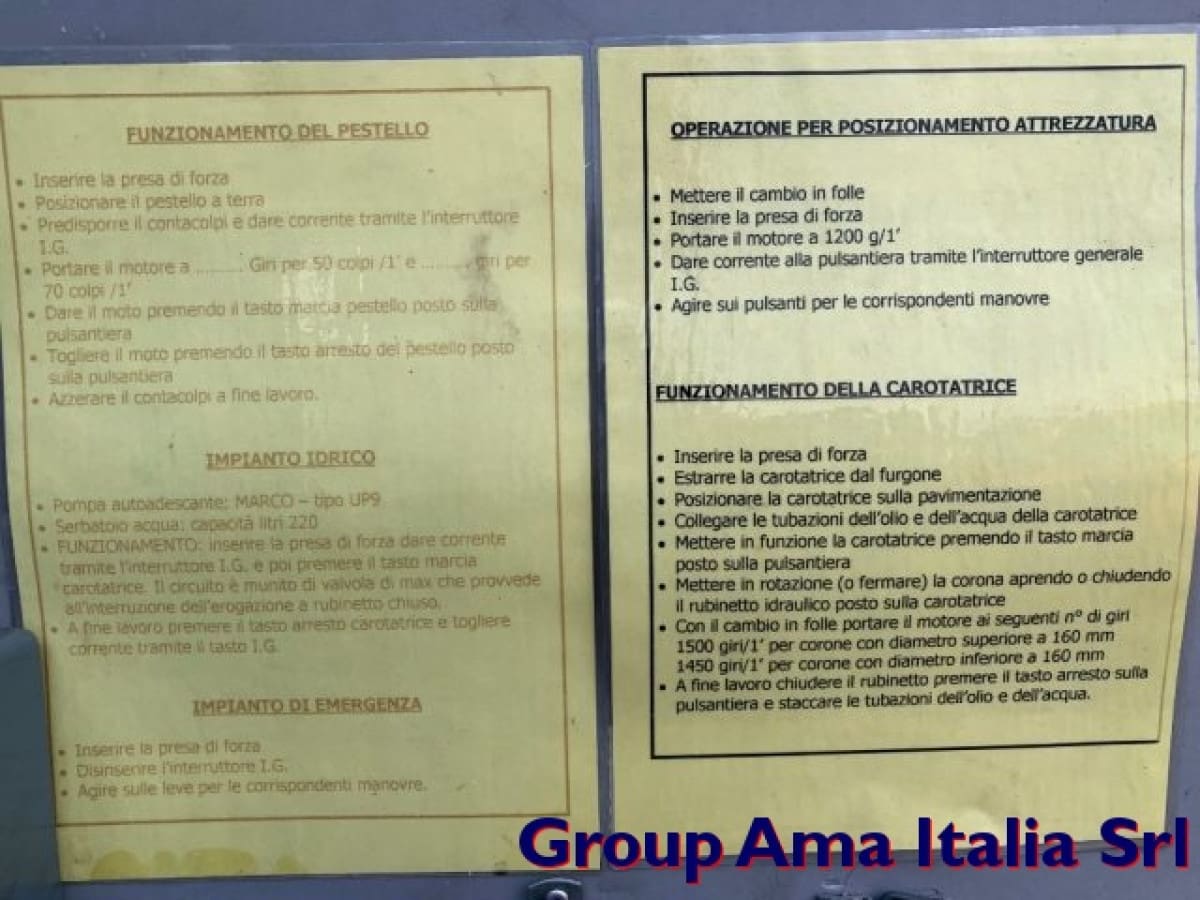 FUNZIONAMENTO DEL PESTELLO
• Inserire la presa di forza
• Posizionare il pestello a terra
• Predisporre il contacolpi e dare corrente tramite l'interruttore
I.G.
• Portare il motore a .......... Giri per 50 colpi /1' e .......... giri per
70 colpi /1'
• Dare il moto premendo il tasto marcia pestello posto sulla
pulsantiera
• Togliere il moto premendo il tasto arresto del pestello posto
sulla pulsantiera
• Azzerare il contacolpi a fine lavoro.
IMPIANTO IDRICO
• Pompa autoadescante: MARCO – tipo UP9
• Serbatoio acqua: capacità litri 220
• FUNZIONAMENTO: inserire la presa di forza dare corrente
tramite l'interruttore I.G. e poi premere il tasto marcia
carotatrice. Il circuito è munito di valvola di max che provvede
all'interruzione dell'erogazione a rubinetto chiuso.
• A fine lavoro premere il tasto arresto carotatrice e togliere
corrente tramite il tasto I.G.
IMPIANTO DI EMERGENZA
• Inserire la presa di forza
• Disinserire l'interruttore I.G.
• Agire sulle leve per le corrispondenti manovre.
OPERAZIONE PER POSIZIONAMENTO ATTREZZATURA
• Mettere il cambio in folle
• Inserire la presa di forza
• Portare il motore a 1200 g/1'
• Dare corrente alla pulsantiera tramite l'interruttore generale
I.G.
• Agire sui pulsanti per le corrispondenti manovre
FUNZIONAMENTO DELLA CAROTATRICE
• Inserire la presa di forza
• Estrarre la carotatrice dal furgone
• Posizionare la carotatrice sulla pavimentazione
• Collegare le tubazioni dell'olio e dell'acqua della carotatrice
• Mettere in funzione la carotatrice premendo il tasto marcia
posto sulla pulsantiera
• Mettere in rotazione (o fermare) la corona aprendo o chiudendo
il rubinetto idraulico posto sulla carotatrice
• Con il cambio in folle portare il motore ai seguenti n° di giri
1500 giri/1' per corone con diametro superiore a 160 mm
1450 giri/1' per corone con diametro inferiore a 160 mm
• A fine lavoro chiudere il rubinetto premere il tasto arresto sulla
pulsantiera e staccare le tubazioni dell'olio e dell'acqua.
Group Ama Italia Srl